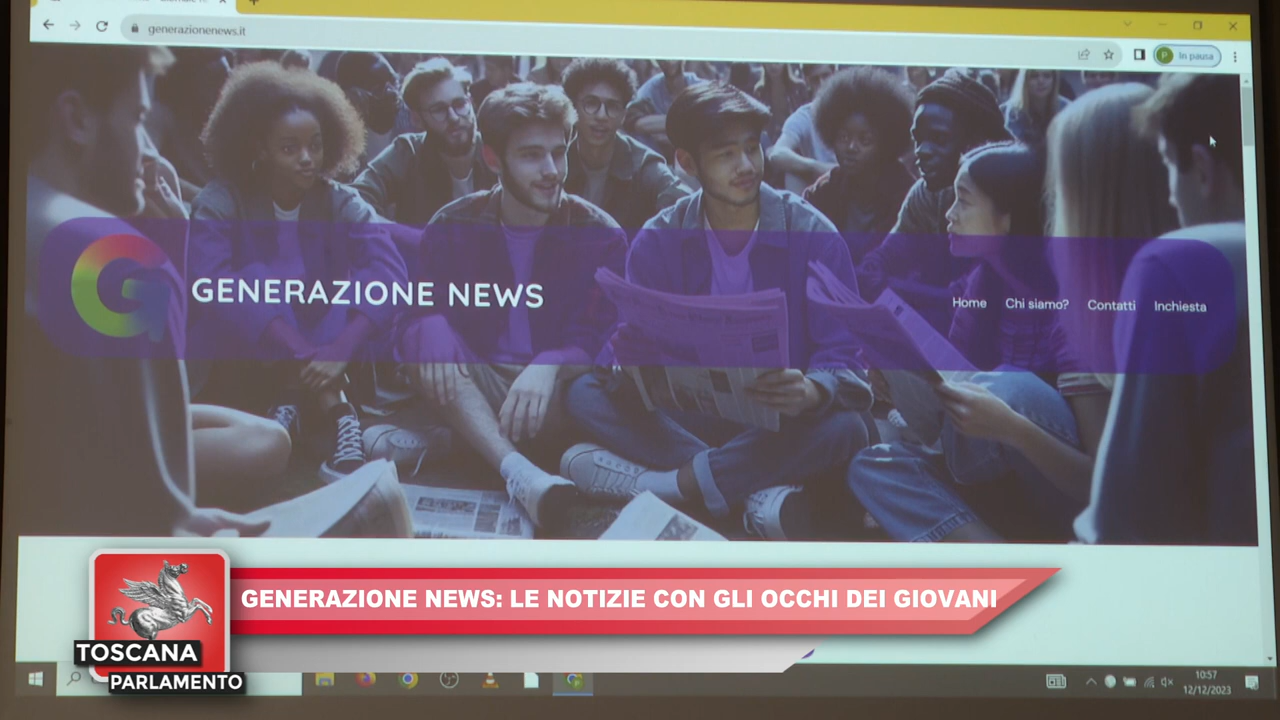 generazionenews.it
In pausa
P
GENERAZIONE NEWS
Home Chi siamo? Contatti Inchiesta
GENERAZIONE NEWS: LE NOTIZIE CON GLI OCCHI DEI GIOVANI
TOSCANA
PARLAMENTO
10:57
12/12/2023